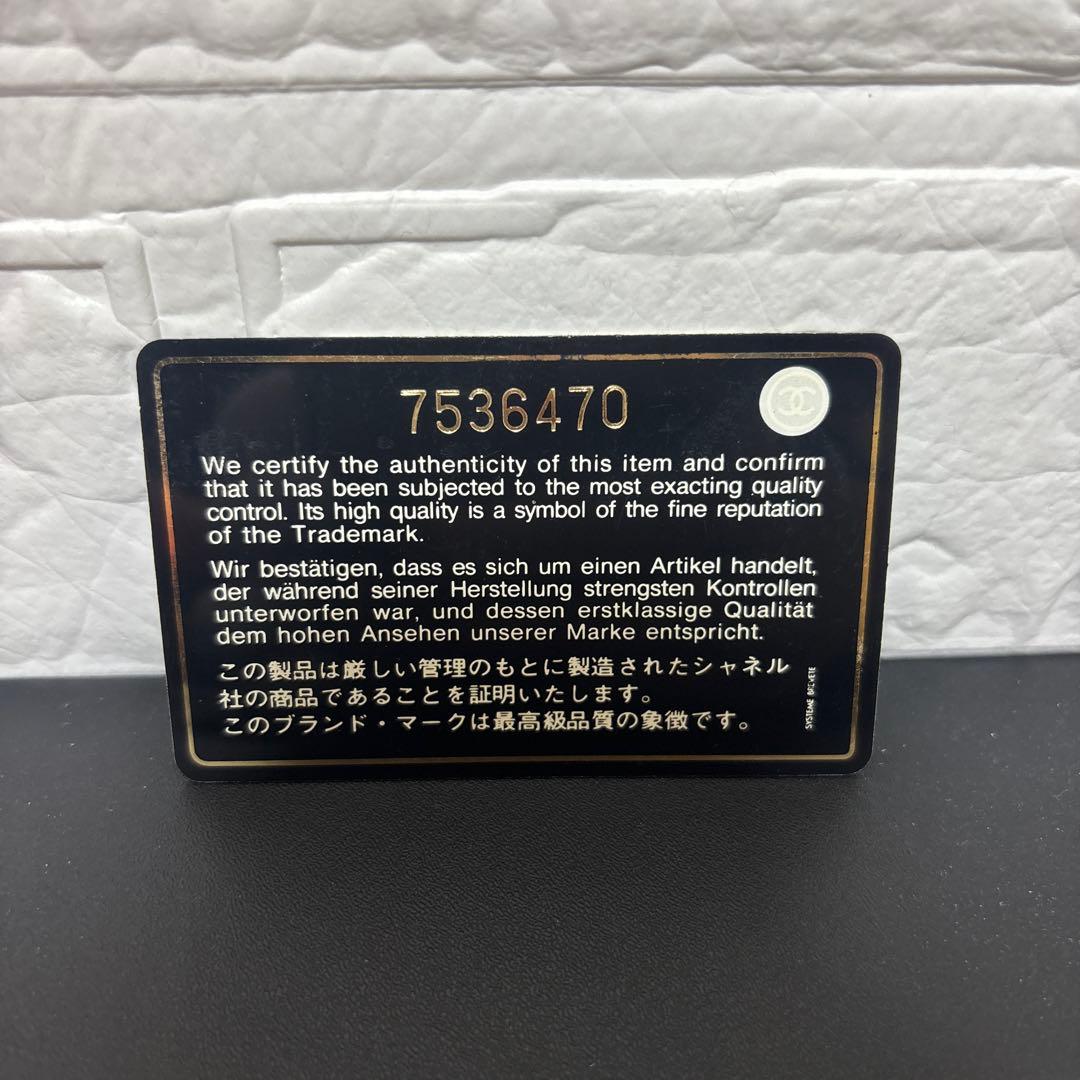 7536470
We certify the authenticity of this item and confirm
that it has been subjected to the most exacting quality
control. Its high quality is a symbol of the fine reputation
of the Trademark.
Wir bestätigen, dass es sich um einen Artikel handelt,
der während seiner Herstellung strengsten Kontrollen
unterworfen war, und dessen erstklassige Qualität
dem hohen Ansehen unserer Marke entspricht.
この製品は厳しい管理のもとに製造されたシャネル
社の商品であることを証明いたします。
このブランド・マークは最高級品質の象徴です。
SYSTEME BREVETE